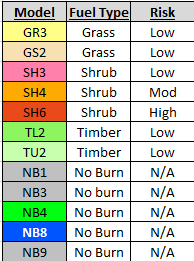 Model Fuel Type Risk
GR3 Grass Low
GS2 Grass Low
SH3 Shrub Low
SH4 Shrub Mod
SH6 Shrub High
TL2 Timber Low
TU2 Timber Low
NB1 No Burn N/A
NB3 No Burn N/A
NB4 No Burn N/A
NB8 No Burn N/A
NB9 No Burn N/A